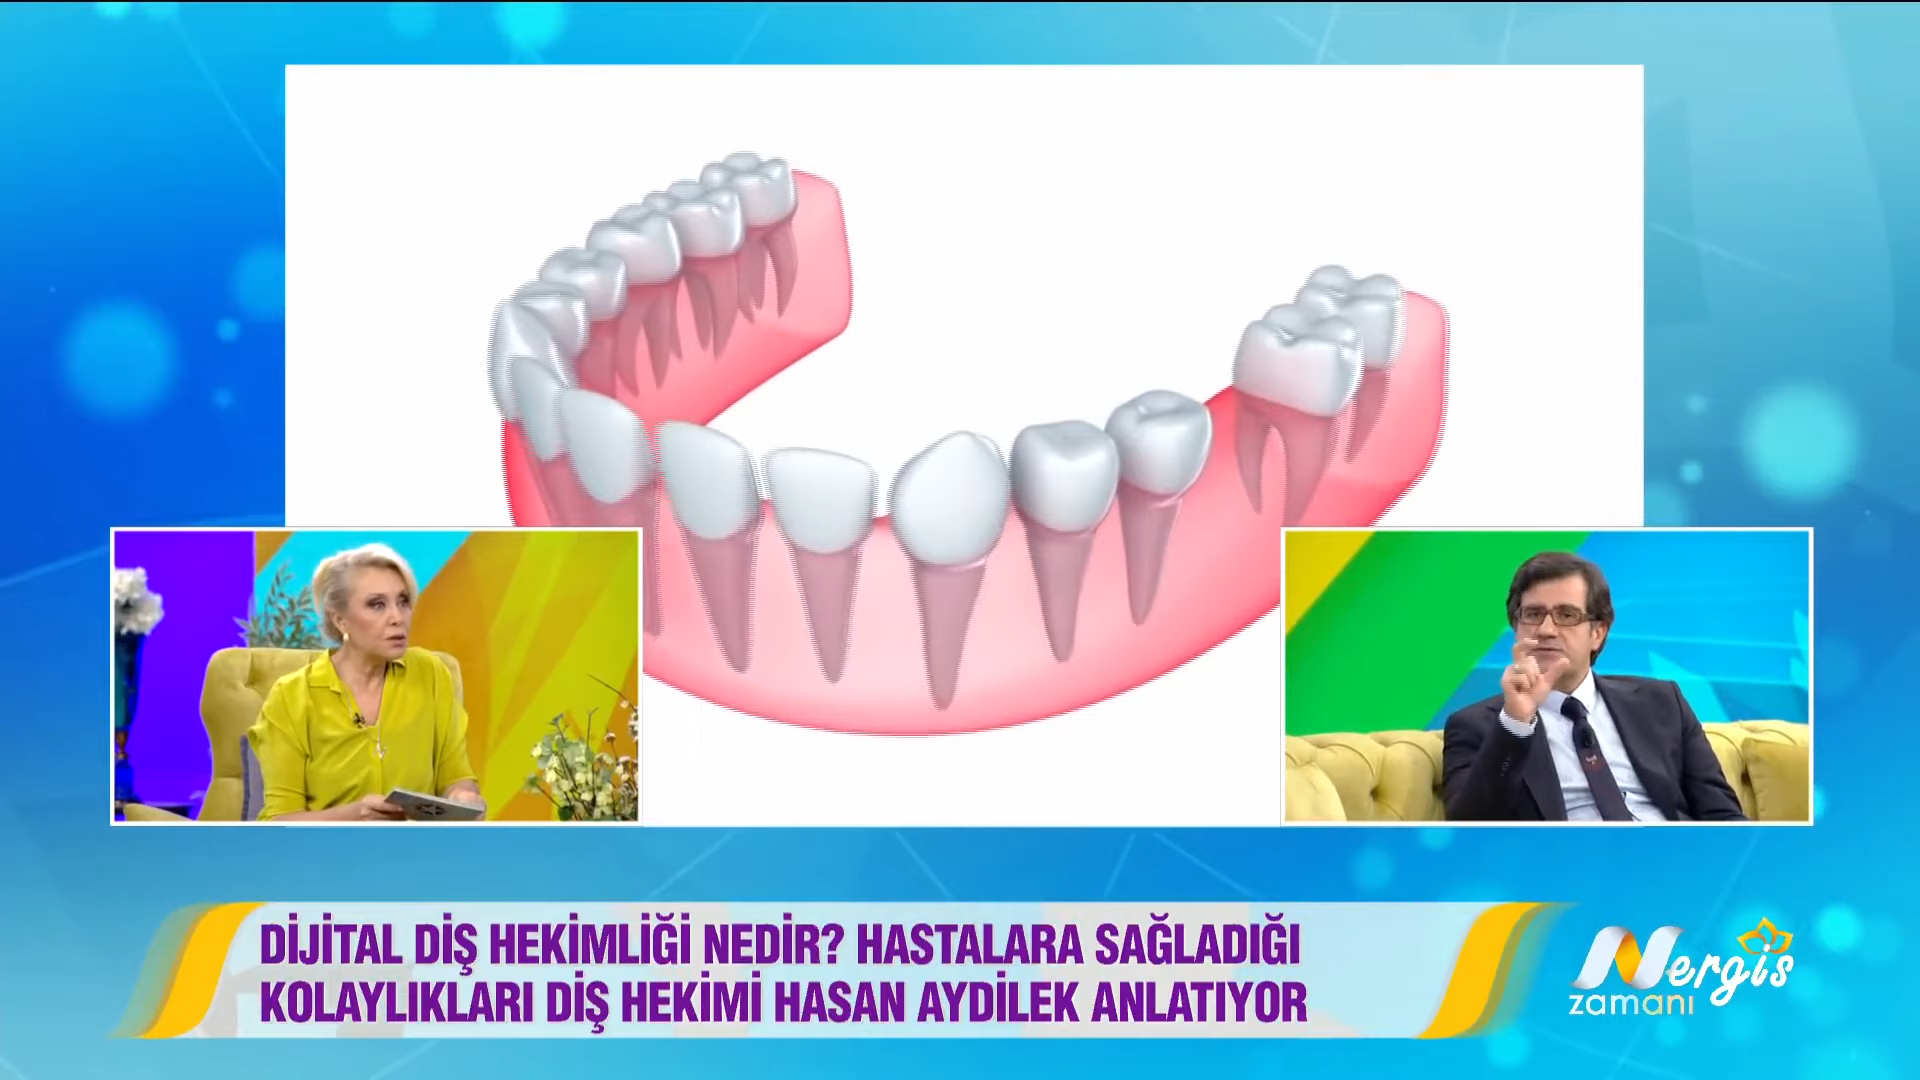 DİJİTAL DİŞ HEKİMLİĞİ NEDİR? HASTALARA SAĞLADIĞI
KOLAYLIKLARI DİŞ HEKİMİ HASAN AYDİLEK ANLATIYOR
Nergis
zamanı